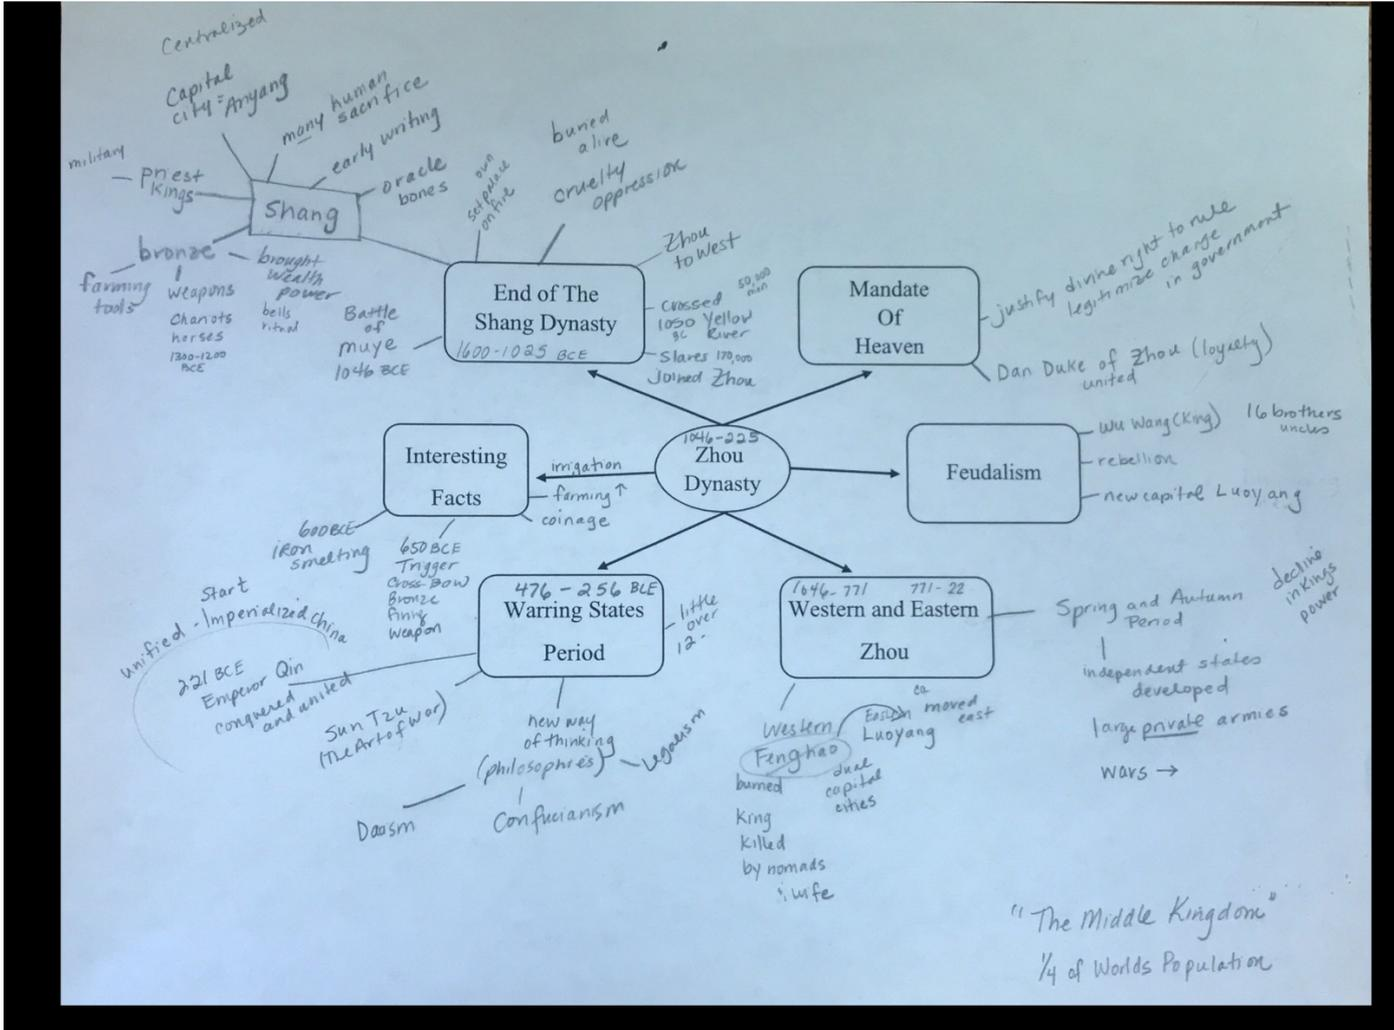 Centralized
Capital
city = Anyang
many human
sacrifice
early writing
oracle
bones
military
— priest
kings
Shang
bronze
farming
tools
weapons
Chariots
horses
1300-1200
BCE
brought
wealth
power
bells
ritual
own
set palace
on fire
buried
alive
cruelty
oppression
Zhou
to West
End of The
Shang Dynasty
1600-1025 BCE
Battle
of
muye
1046 BCE
50,000
men
crossed
1050 Yellow
BC River
Slaves 170,000
Joined Zhou
Mandate
Of
Heaven
justify divine right to rule
legitimize change
in government
Dan Duke of Zhou (loyalty)
united
1046-225
Zhou
Dynasty
Interesting
Facts
irrigation
farming ↑
coinage
600 BCE
iron
smelting
650 BCE
Trigger
Cross-Bow
Bronze
firing
weapon
Feudalism
Wu Wang (King) 16 brothers
uncles
rebellion
new capital Luoyang
476-256 BCE
Warring States
Period
little
over
12-
Start
unified - Imperialized China
221 BCE
Emperor Qin
conquered
and united
Sun Tzu
(The Art of War)
new way
of thinking
(philosophies)
Legalism
Daosm
Confucianism
1046-771 771-22
Western and Eastern
Zhou
Spring and Autumn
Period
decline
in Kings
power
independent states
developed
large private armies
wars →
Western
Fenghao
Eastern
Luoyang
moved
east
dual
capital
cities
burned
King
killed
by nomads
wife
"The Middle Kingdom"
1/4 of Worlds Population